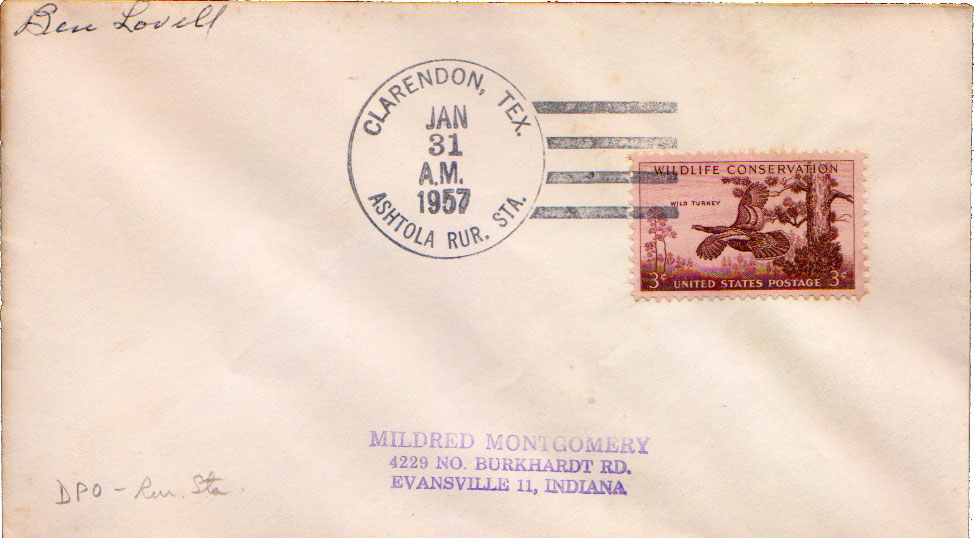 Ben Lovell
CLARENDON, TEX.
JAN
31
A.M.
1957
ASHTOLA RUR. STA.
WILDLIFE CONSERVATION
WILD TURKEY
3¢ UNITED STATES POSTAGE 3¢
MILDRED MONTGOMERY
4229 NO. BURKHARDT RD.
EVANSVILLE 11, INDIANA
DPO - Rur. Sta.